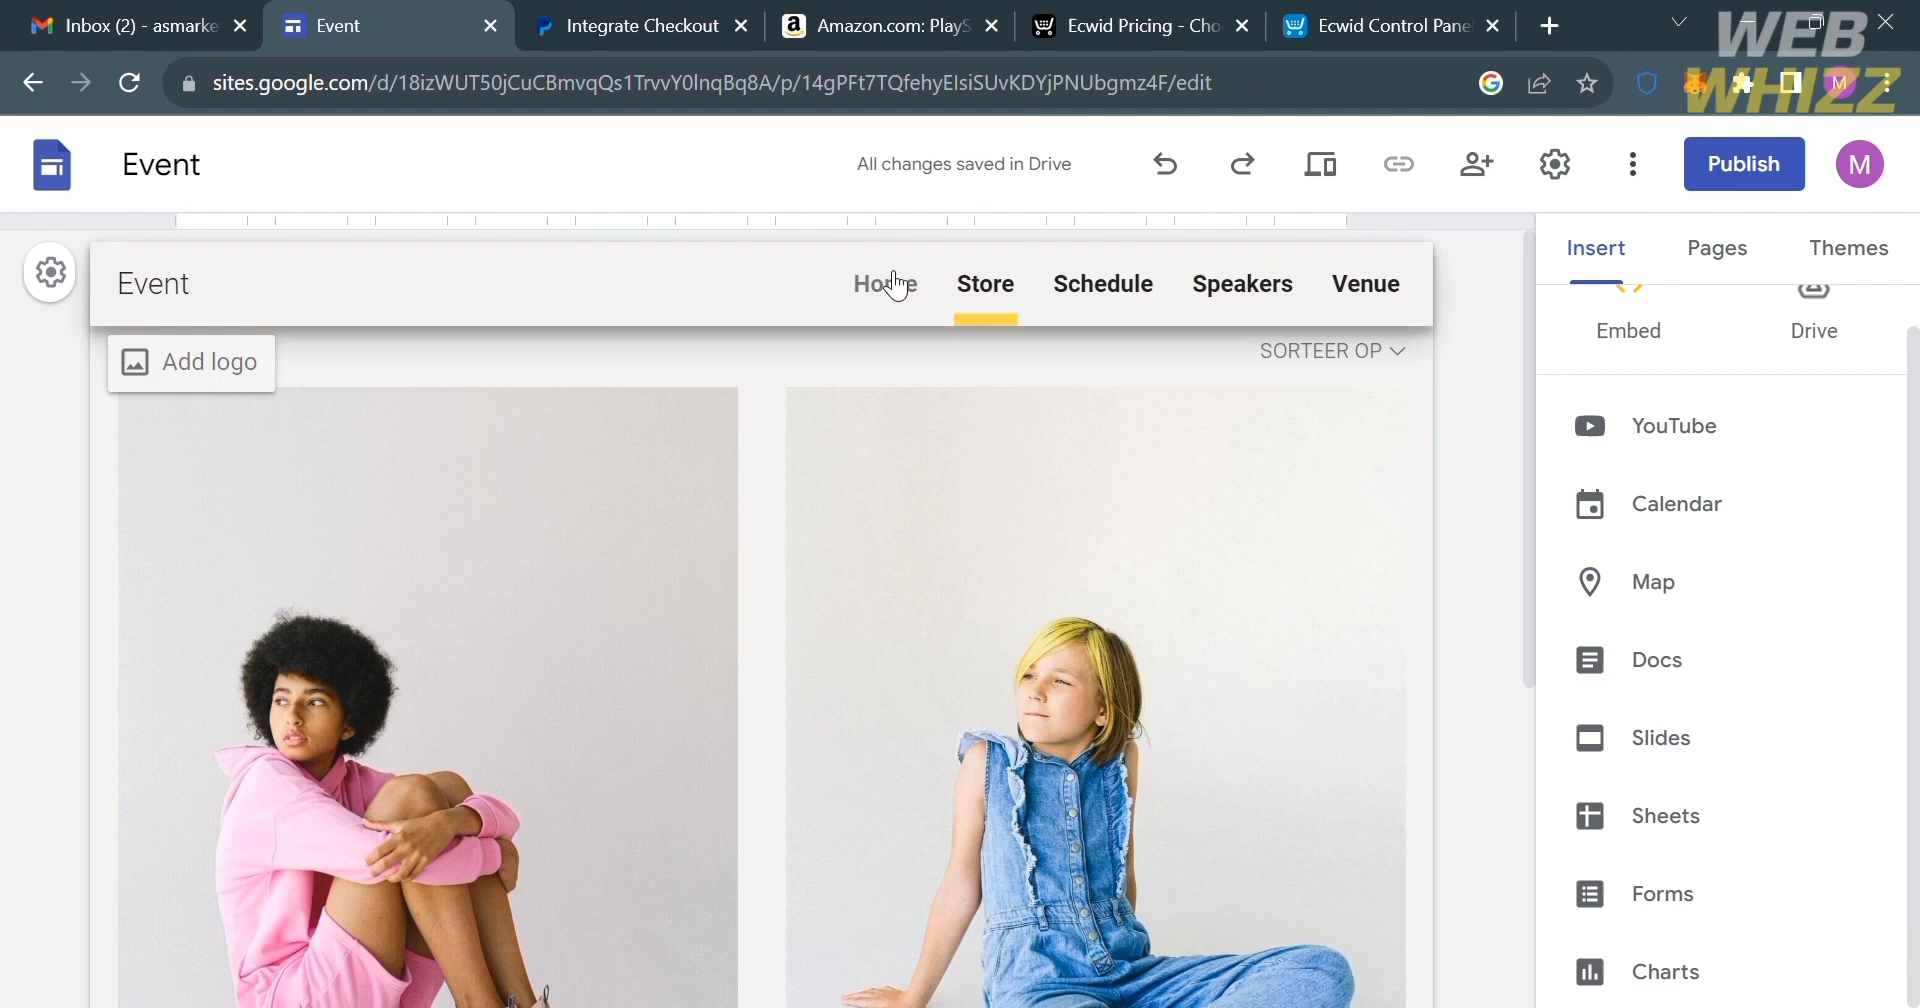 Inbox (2) - asmarke
Event
Integrate Checkout
Amazon.com: PlayS
Ecwid Pricing - Cho
Ecwid Control Pane
WEB
WHIZZ
sites.google.com/d/18izWUT50jCuCBmvqQs1TrvvY0lnqBq8A/p/14gPFt7TQfehyElsiSUvKDYjPNUbgmz4F/edit
M
Event
All changes saved in Drive
Publish
M
Insert
Pages
Themes
Event
Home
Store
Schedule
Speakers
Venue
Add logo
SORTEER OP
Embed
Drive
YouTube
Calendar
Map
Docs
Slides
Sheets
Forms
Charts